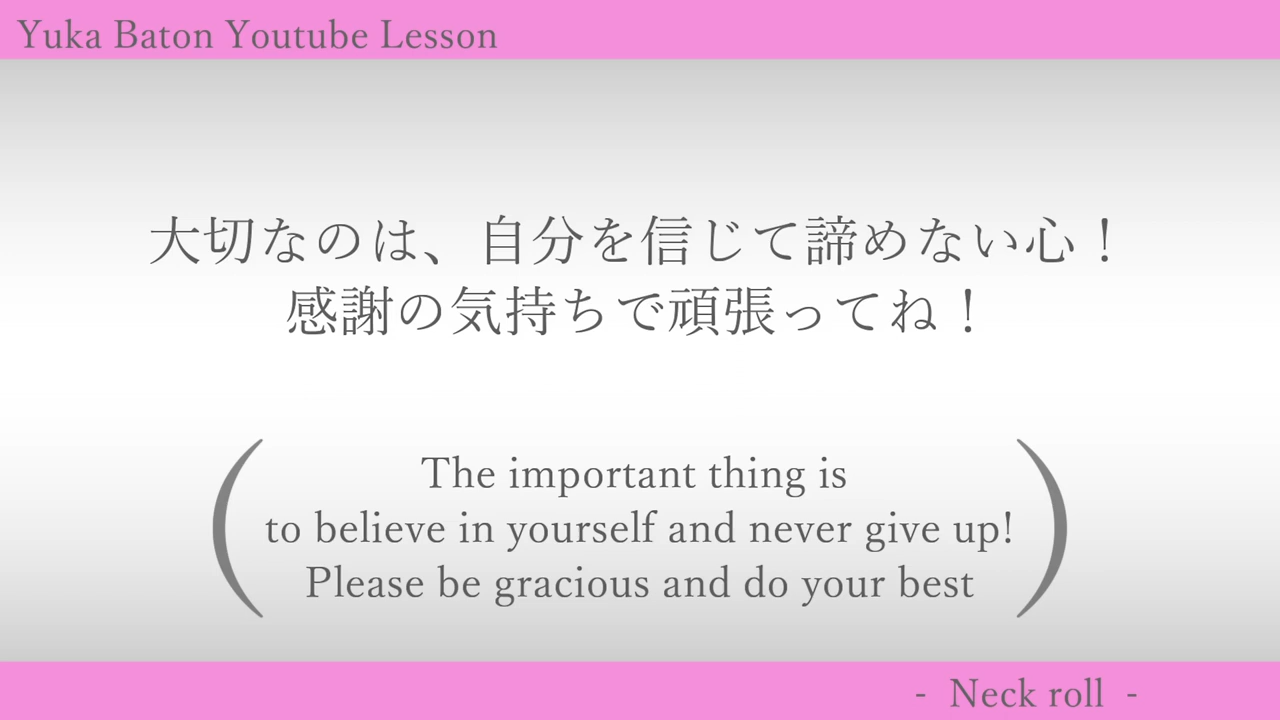 Yuka Baton Youtube Lesson
大切なのは、自分を信じて諦めない心！
感謝の気持ちで頑張ってね！
(The important thing is
to believe in yourself and never give up!
Please be gracious and do your best)
- Neck roll -